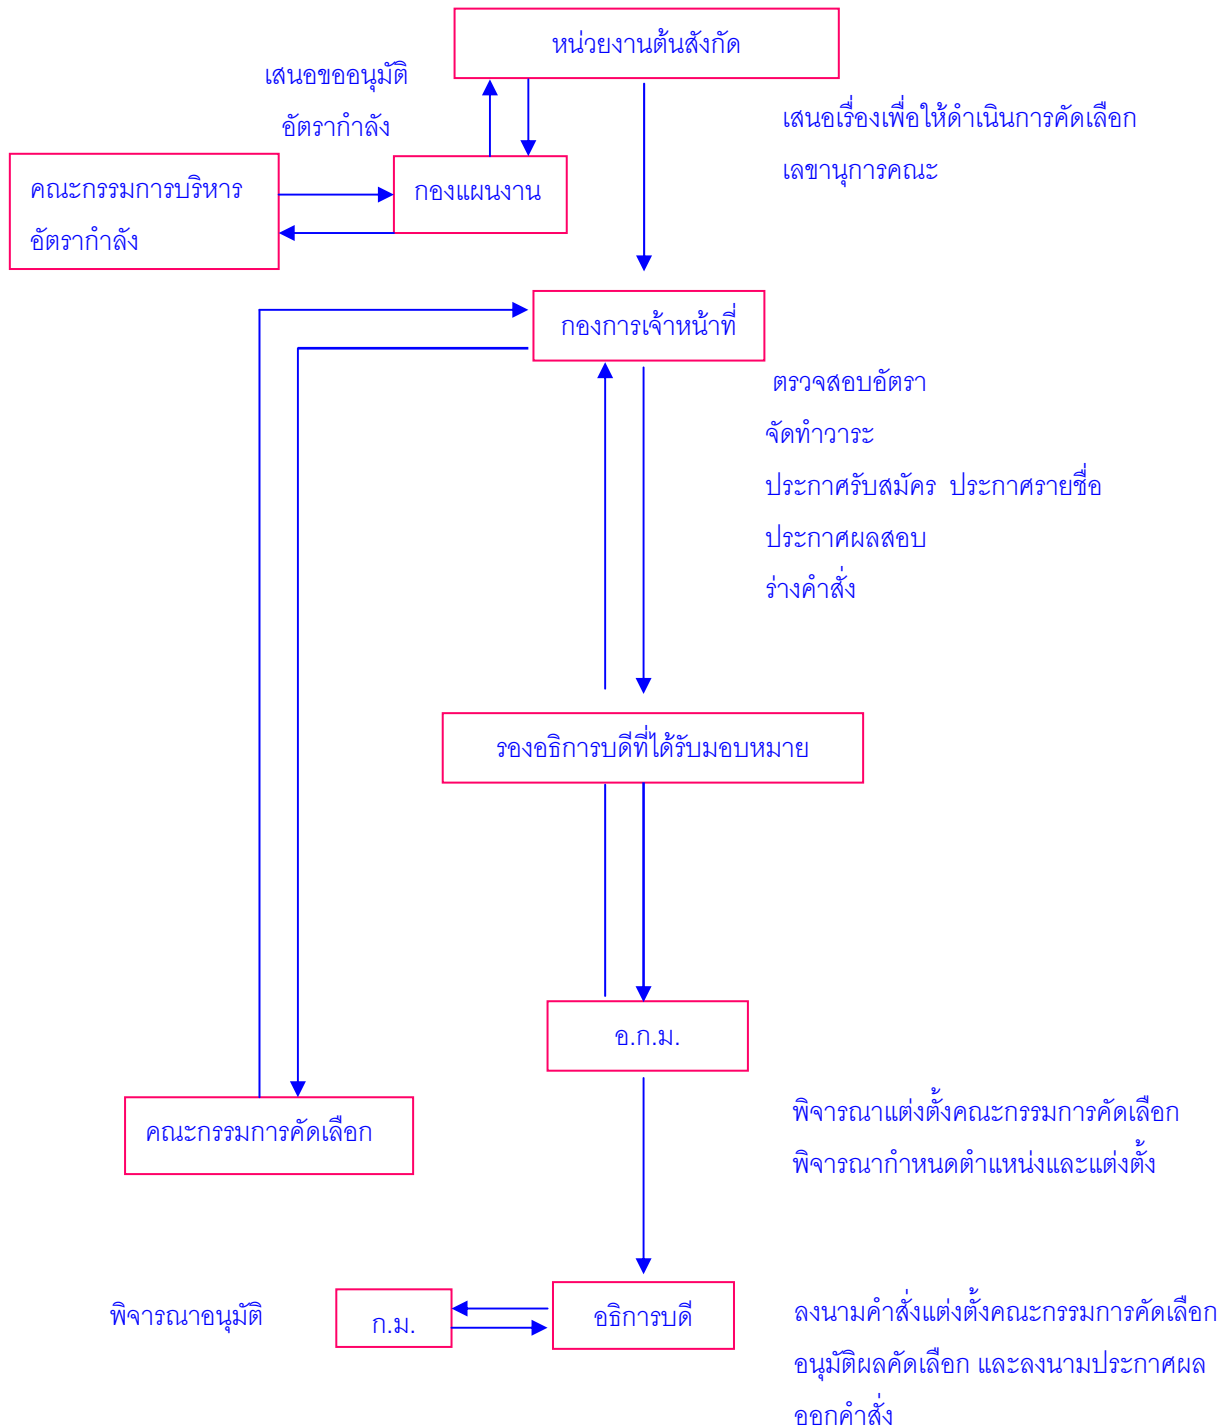 หน่วยงานต้นสังกัด
เสนอขออนุมัติ
อัตรากำลัง
เสนอเรื่องเพื่อให้ดำเนินการคัดเลือก
เลขานุการคณะ
คณะกรรมการบริหาร
อัตรากำลัง
กองแผนงาน
กองการเจ้าหน้าที่
ตรวจสอบอัตรา
จัดทำวาระ
ประกาศรับสมัคร ประกาศรายชื่อ
ประกาศผลสอบ
ร่างคำสั่ง
รองอธิการบดีที่ได้รับมอบหมาย
อ.ก.ม.
คณะกรรมการคัดเลือก
พิจารณาแต่งตั้งคณะกรรมการคัดเลือก
พิจารณากำหนดตำแหน่งและแต่งตั้ง
พิจารณาอนุมัติ
ก.ม.
อธิการบดี
ลงนามคำสั่งแต่งตั้งคณะกรรมการคัดเลือก
อนุมัติผลคัดเลือก และลงนามประกาศผล
ออกคำสั่ง